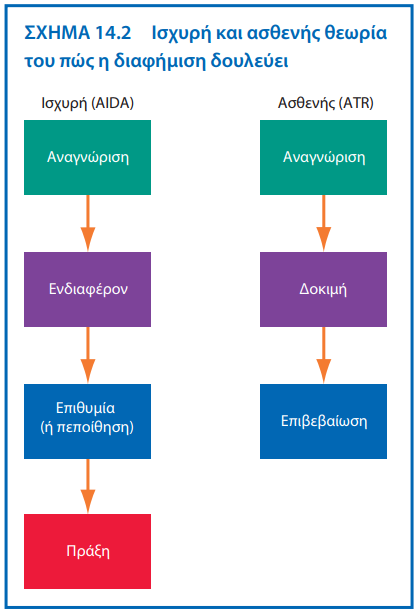 ΣΧΗΜΑ 14.2 Ισχυρή και ασθενής θεωρία
του πώς η διαφήμιση δουλεύει
Ισχυρή (AIDA)
Αναγνώριση
Ενδιαφέρον
Επιθυμία
(ή πεποίθηση)
Πράξη
Ασθενής (ATR)
Αναγνώριση
Δοκιμή
Επιβεβαίωση